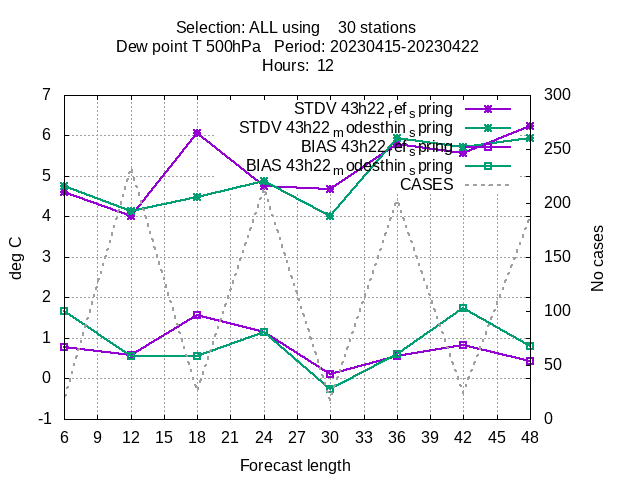 Selection: ALL using    30 stations
Dew point T 500hPa   Period: 20230415-20230422
Hours:  12
STDV 43h22_ref_spring
STDV 43h22_modesthin_spring
BIAS 43h22_ref_spring
BIAS 43h22_modesthin_spring
CASES
7
6
5
4
3
2
1
0
-1
deg C
300
250
200
150
100
50
0
No cases
6 9 12 15 18 21 24 27 30 33 36 39 42 45 48
Forecast length